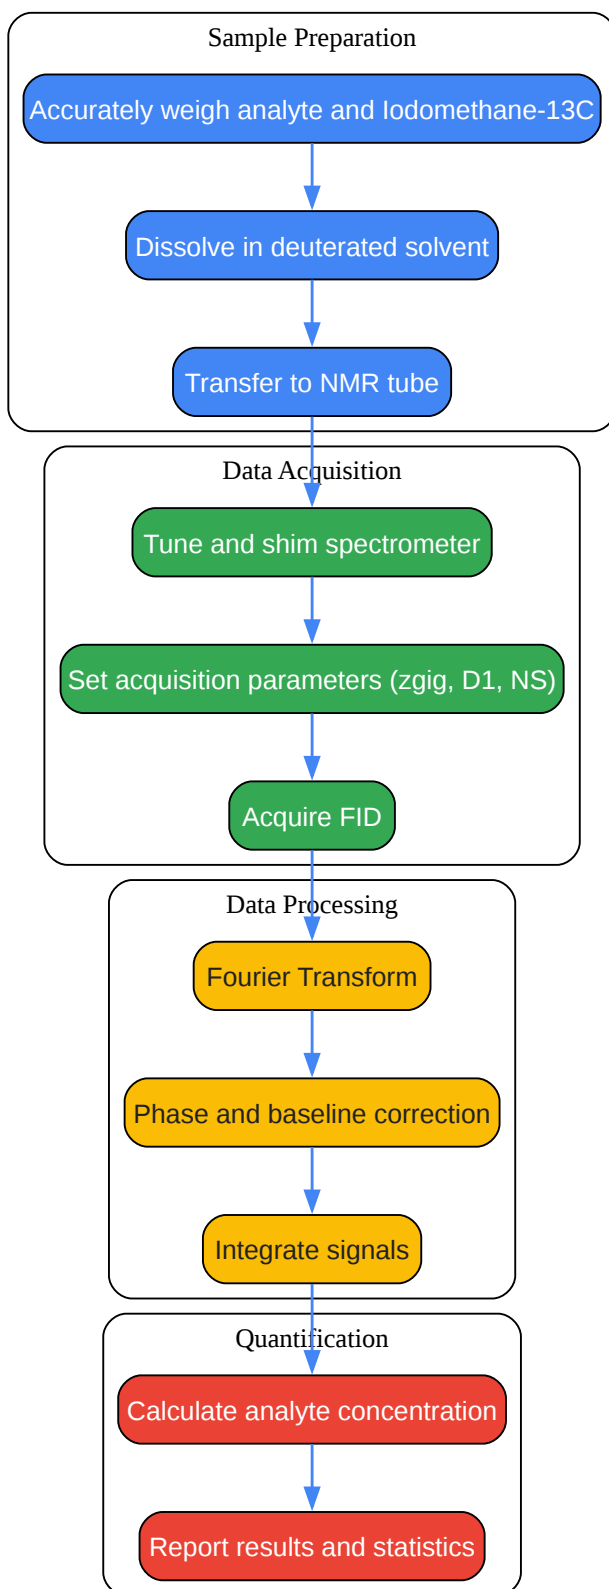 Sample Preparation
Accurately weigh analyte and Iodomethane-13C
Dissolve in deuterated solvent
Transfer to NMR tube
Data Acquisition
Tune and shim spectrometer
Set acquisition parameters (zgig, D1, NS)
Acquire FID
Data Processing
Fourier Transform
Phase and baseline correction
Integrate signals
Quantification
Calculate analyte concentration
Report results and statistics